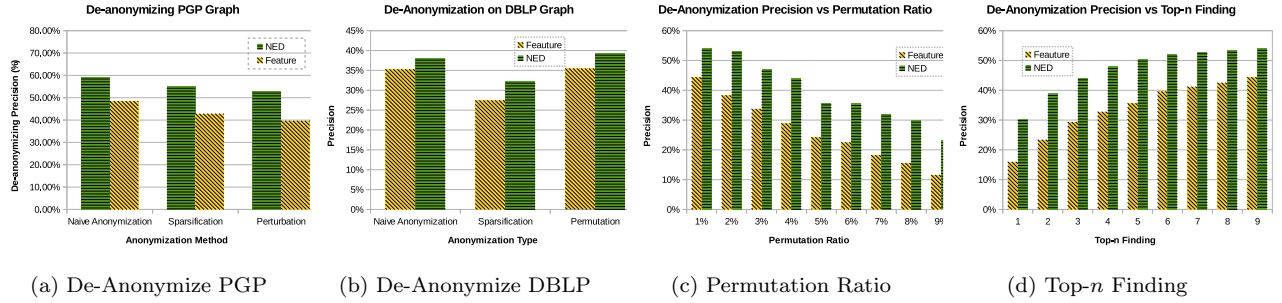 De-anonymizing PGP Graph
80.00%
70.00%
60.00%
50.00%
40.00%
30.00%
20.00%
10.00%
0.00%
De-anonymizing Precision (%)
NED
Feature
Naive Anonymization Sparsification Perturbation
Anonymization Method
(a) De-Anonymize PGP
De-Anonymization on DBLP Graph
45%
40%
35%
30%
25%
20%
15%
10%
5%
0%
Precision
Feauture
NED
Naive Anonymization Sparsification Permutation
Anonymization Type
(b) De-Anonymize DBLP
De-Anonymization Precision vs Permutation Ratio
60%
50%
40%
30%
20%
10%
0%
Precision
Feauture
NED
1% 2% 3% 4% 5% 6% 7% 8% 9%
Permutation Ratio
(c) Permutation Ratio
De-Anonymization Precision vs Top-n Finding
60%
50%
40%
30%
20%
10%
0%
Precision
Feauture
NED
1 2 3 4 5 6 7 8 9
Top-n Finding
(d) Top-n Finding